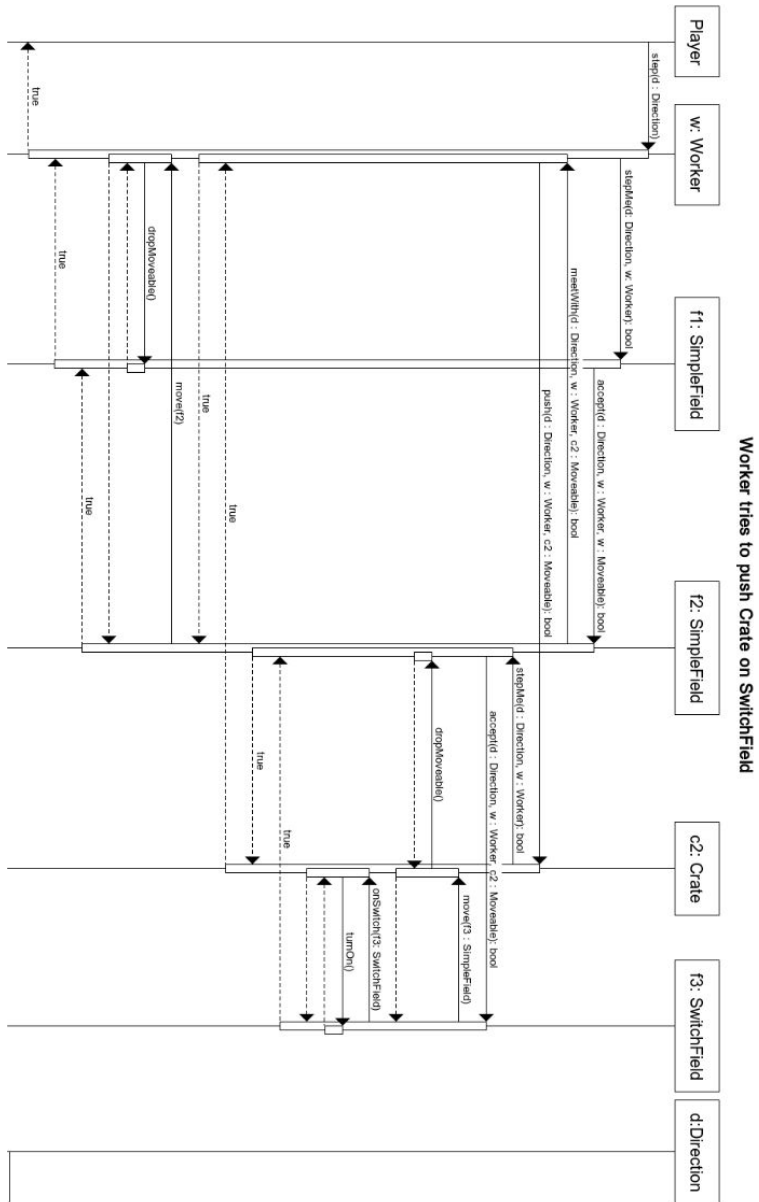 Worker tries to push Crate on SwitchField
Player
w: Worker
f1: SimpleField
f2: SimpleField
c2: Crate
f3: SwitchField
d:Direction
step(d : Direction)
stepMe(d: Direction, w: Worker): bool
accept(d : Direction, w : Worker, w : Moveable): bool
meetWith(d : Direction, w : Worker, c2 : Moveable): bool
push(d : Direction, w : Worker, c2 : Moveable): bool
stepMe(d : Direction, w : Worker): bool
accept(d : Direction, w : Worker, c2 : Moveable): bool
move(f3 : SimpleField)
dropMoveable()
onSwitch(f3: SwitchField)
turnOn()
true
true
true
true
move(f2)
dropMoveable()
true
true
true